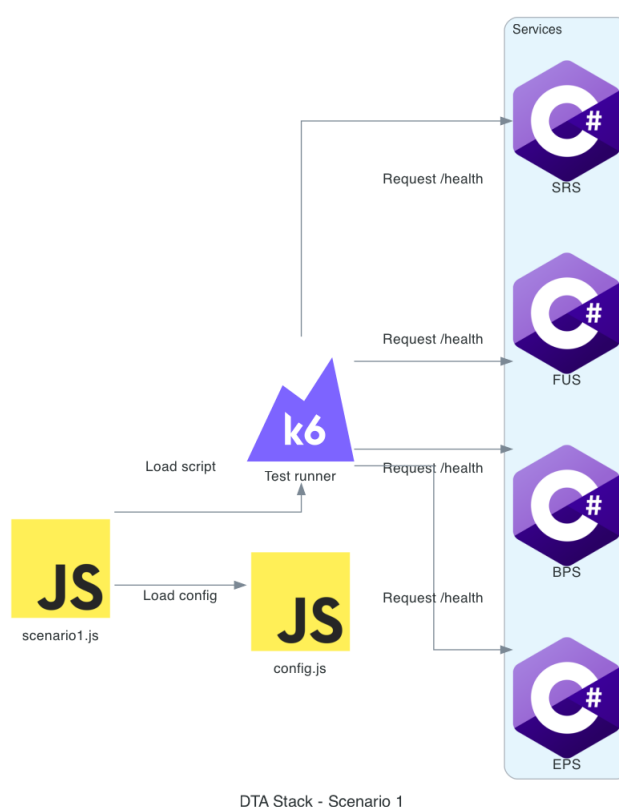 Services
C#
SRS
Request /health
C#
FUS
Request /health
k6
Test runner
Load script
Request /health
C#
BPS
JS
scenario1.js
Load config
JS
config.js
Request /health
C#
EPS
DTA Stack - Scenario 1